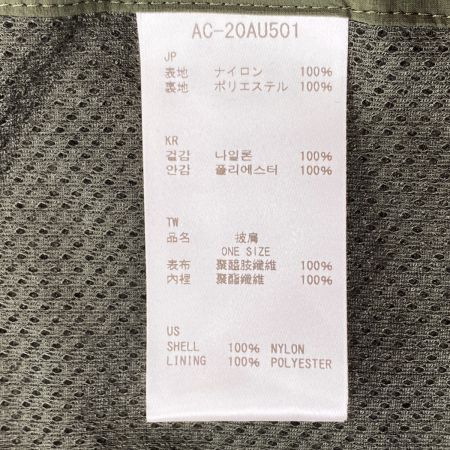 AC-20AU501
JP
表地 ナイロン 100%
裏地 ポリエステル 100%
KR
겉감 나일론 100%
안감 폴리에스터 100%
TW
品名 披肩
ONE SIZE
表布 聚醯胺纖維 100%
內裡 聚酯纖維 100%
US
SHELL 100% NYLON
LINING 100% POLYESTER